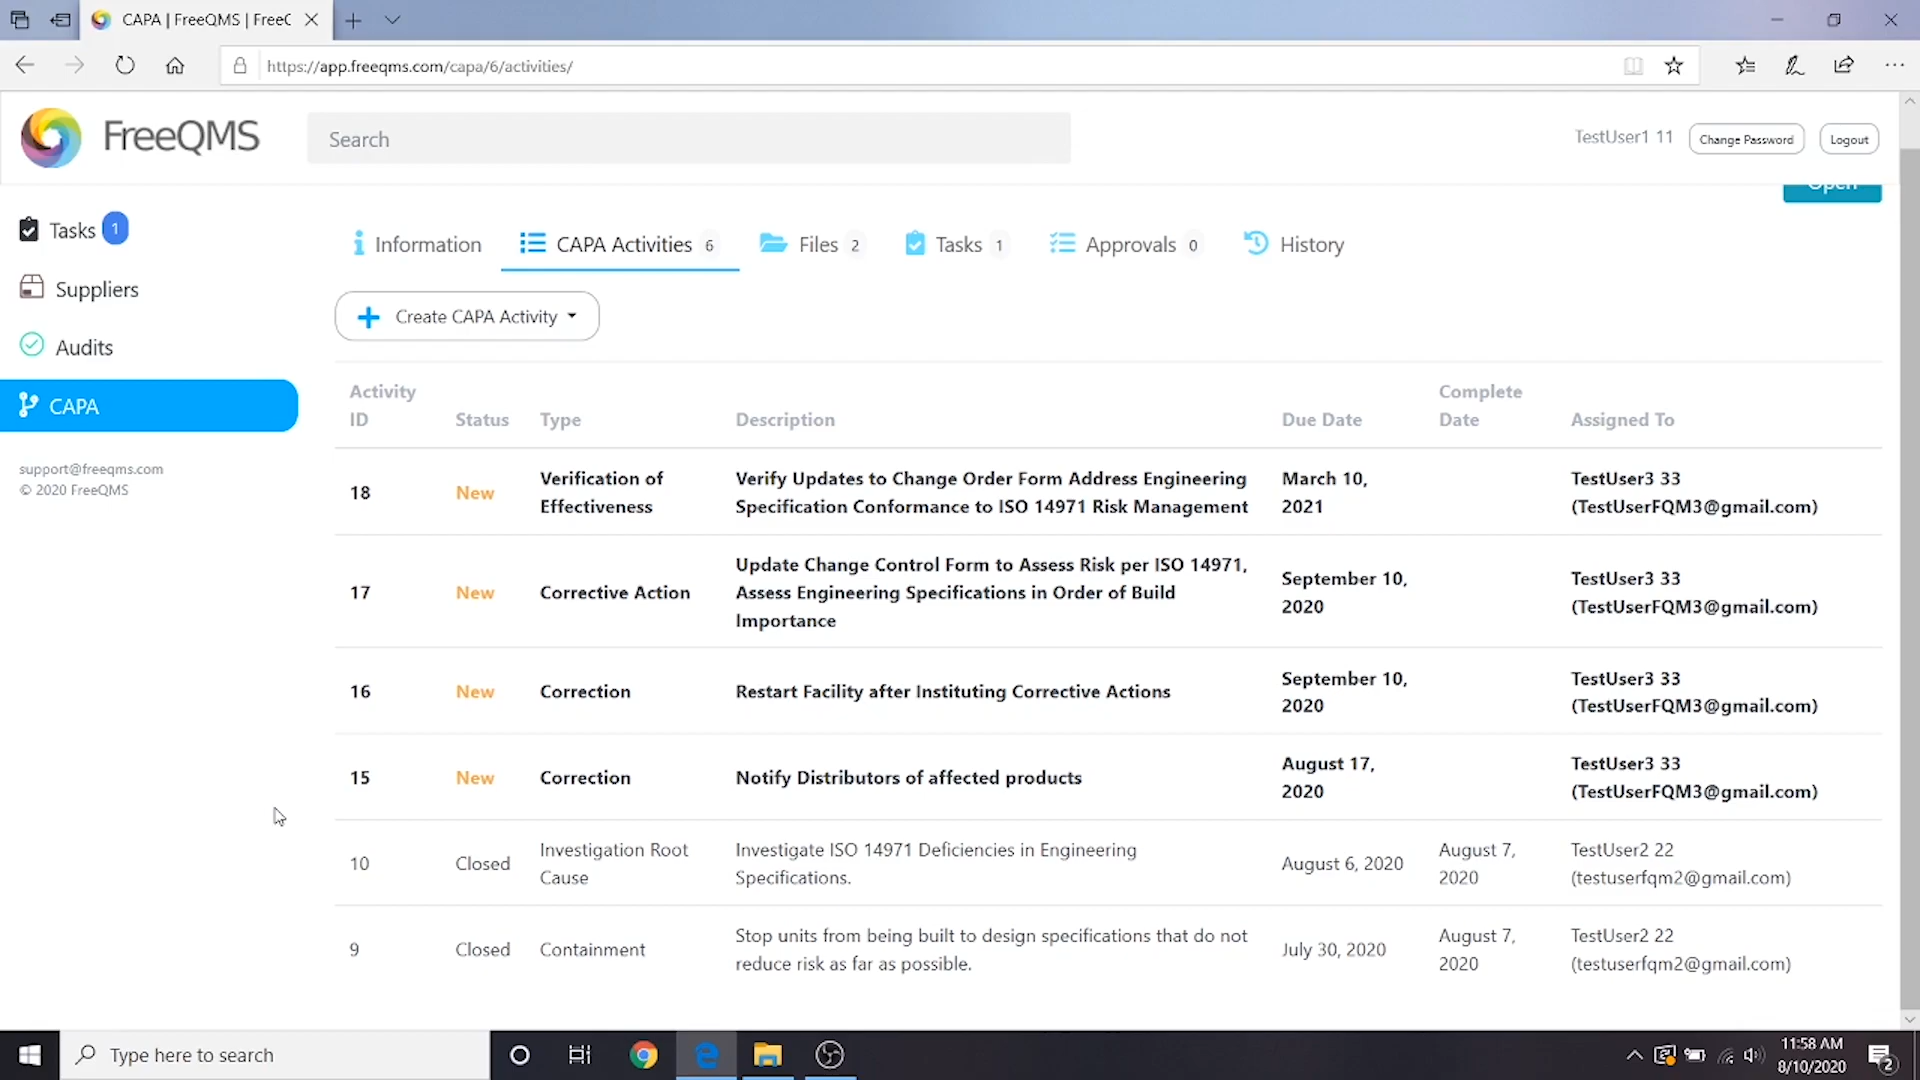 CAPA | FreeQMS | FreeC
https://app.freeqms.com/capa/6/activities/
FreeQMS
Search
TestUser1 11
Change Password
Logout
Open
Tasks 1
Suppliers
Audits
CAPA
support@freeqms.com
© 2020 FreeQMS
Information
CAPA Activities 6
Files 2
Tasks 1
Approvals 0
History
Create CAPA Activity
Activity
ID
Status
Type
Description
Due Date
Complete
Date
Assigned To
18
New
Verification of
Effectiveness
Verify Updates to Change Order Form Address Engineering
Specification Conformance to ISO 14971 Risk Management
March 10,
2021
TestUser3 33
(TestUserFQM3@gmail.com)
17
New
Corrective Action
Update Change Control Form to Assess Risk per ISO 14971,
Assess Engineering Specifications in Order of Build
Importance
September 10,
2020
TestUser3 33
(TestUserFQM3@gmail.com)
16
New
Correction
Restart Facility after Instituting Corrective Actions
September 10,
2020
TestUser3 33
(TestUserFQM3@gmail.com)
15
New
Correction
Notify Distributors of affected products
August 17,
2020
TestUser3 33
(TestUserFQM3@gmail.com)
10
Closed
Investigation Root
Cause
Investigate ISO 14971 Deficiencies in Engineering
Specifications.
August 6, 2020
August 7,
2020
TestUser2 22
(testuserfqm2@gmail.com)
9
Closed
Containment
Stop units from being built to design specifications that do not
reduce risk as far as possible.
July 30, 2020
August 7,
2020
TestUser2 22
(testuserfqm2@gmail.com)
Type here to search
11:58 AM
8/10/2020
2